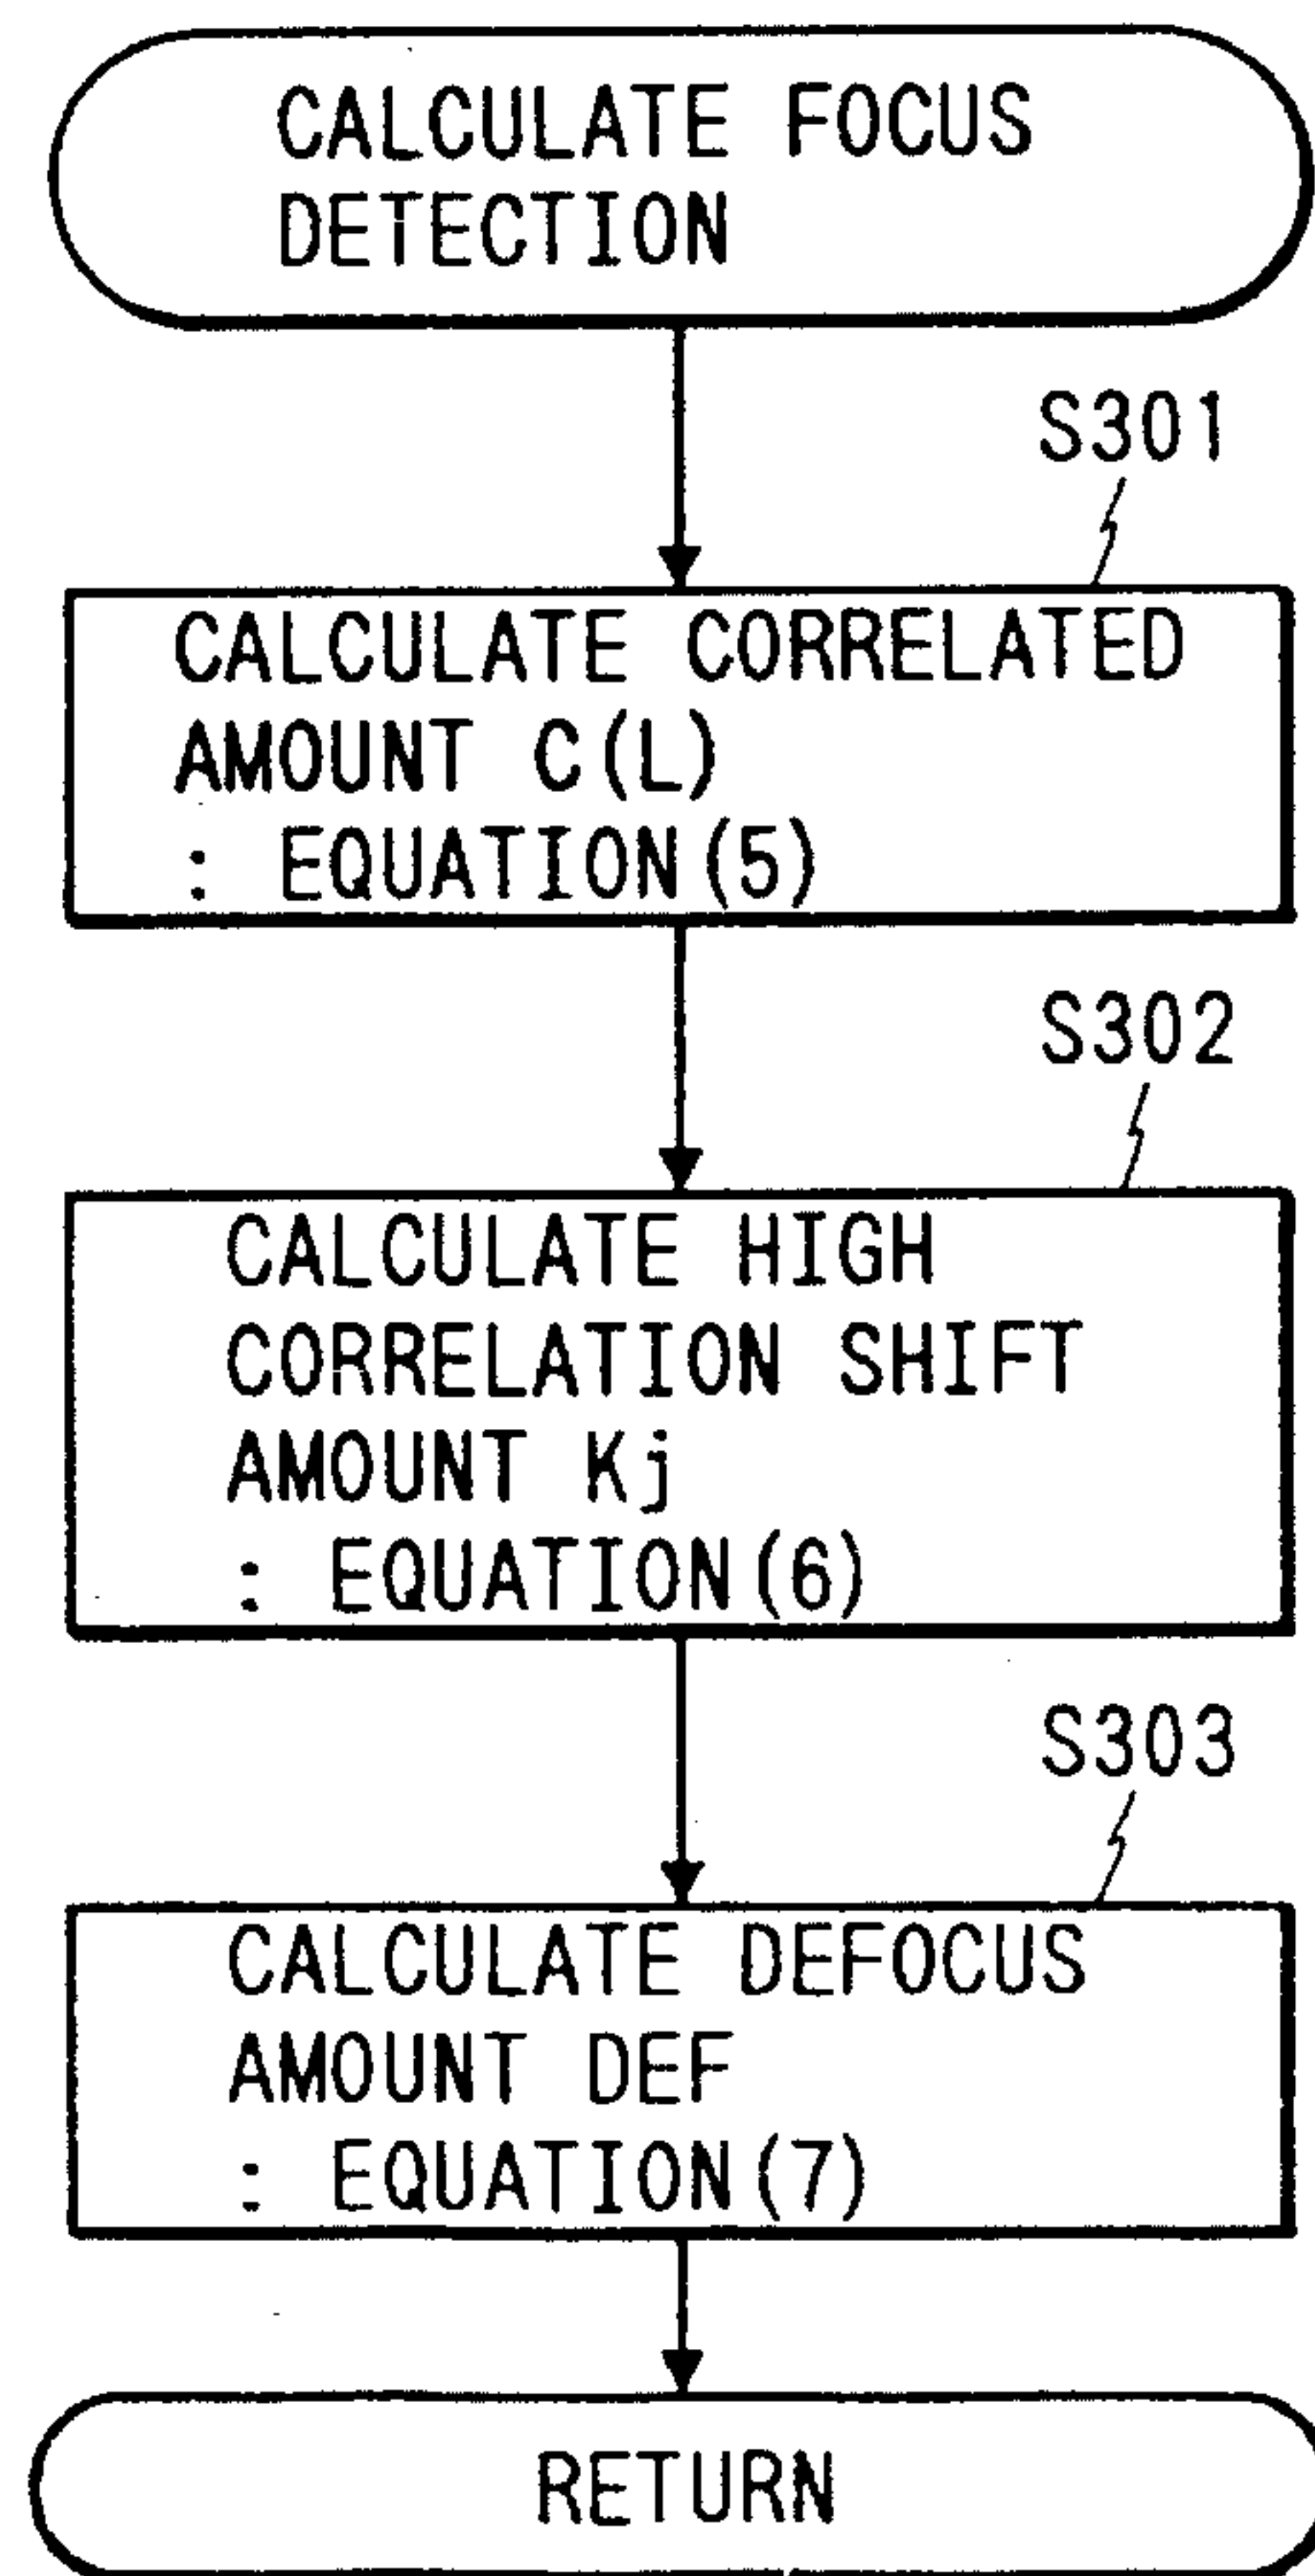 CALCULATE FOCUS
DETECTION
S301
CALCULATE CORRELATED
AMOUNT C(L)
: EQUATION(5)
S302
CALCULATE HIGH
CORRELATION SHIFT
AMOUNT Kj
: EQUATION(6)
S303
CALCULATE DEFOCUS
AMOUNT DEF
: EQUATION(7)
RETURN